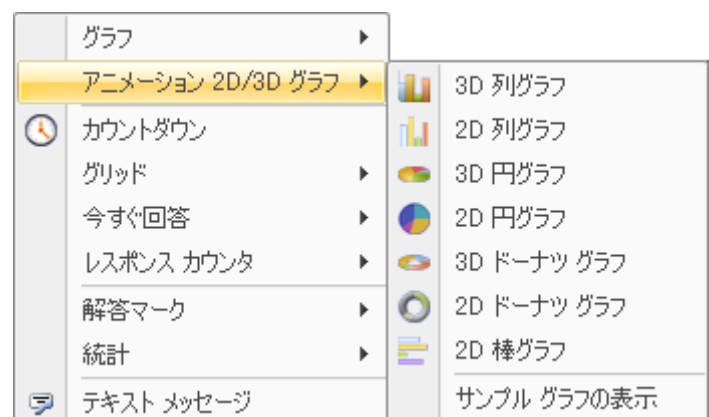 グラフ
アニメーション 2D/3D グラフ
カウントダウン
グリッド
今すぐ回答
レスポンス カウンタ
解答マーク
統計
テキスト メッセージ
3D 列グラフ
2D 列グラフ
3D 円グラフ
2D 円グラフ
3D ドーナツ グラフ
2D ドーナツ グラフ
2D 棒グラフ
サンプル グラフの表示